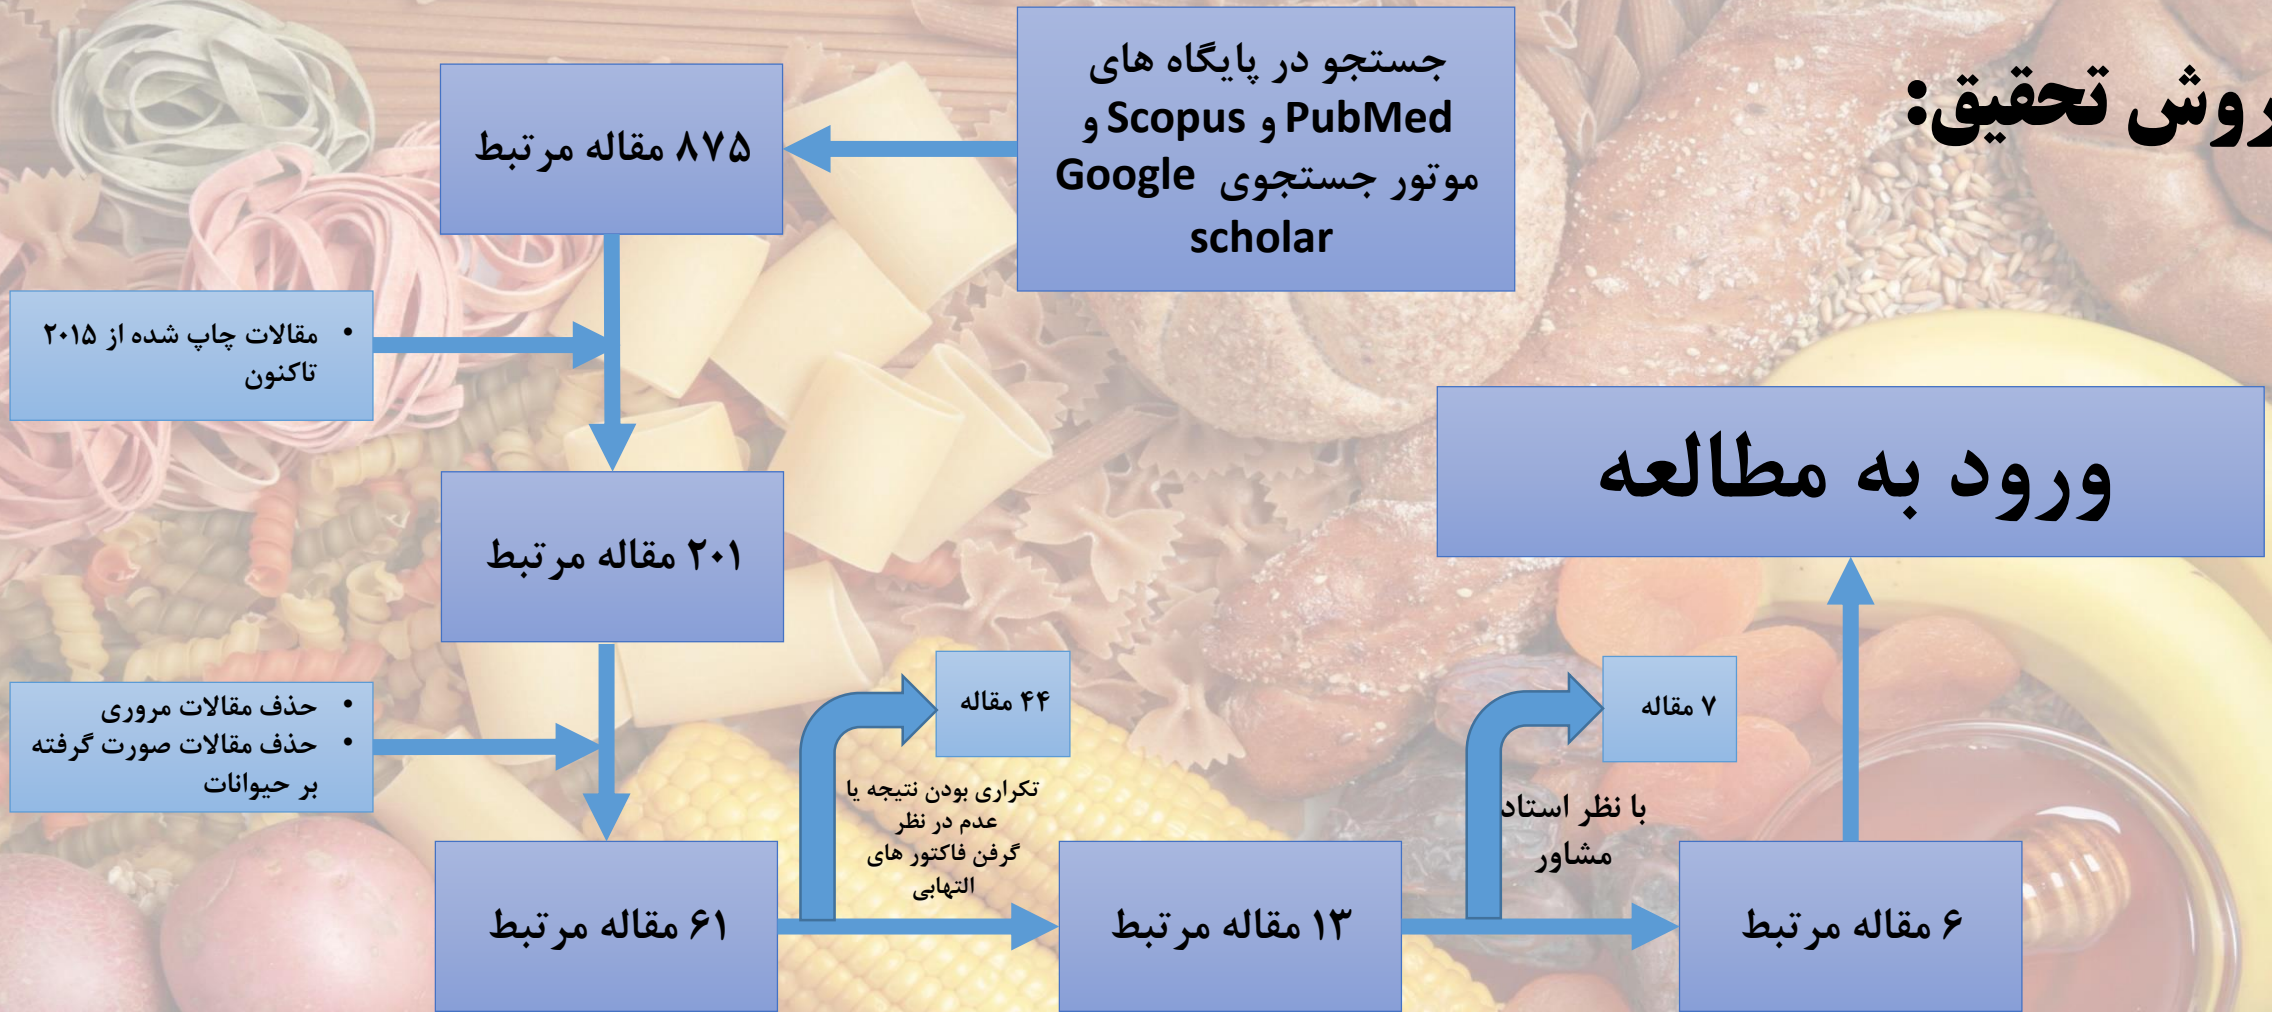 روش تحقیق:
جستجو در پایگاه های
PubMed و Scopus و
موتور جستجوی Google
scholar
۸۷۵ مقاله مرتبط
• مقالات چاپ شده از ۲۰۱۵
تاکنون
۲۰۱ مقاله مرتبط
• حذف مقالات مروری
• حذف مقالات صورت گرفته
بر حیوانات
۶۱ مقاله مرتبط
۴۴ مقاله
تکراری بودن نتیجه یا
عدم در نظر
گرفن فاکتور های
التهابی
۱۳ مقاله مرتبط
۷ مقاله
با نظر استاد
مشاور
۶ مقاله مرتبط
ورود به مطالعه